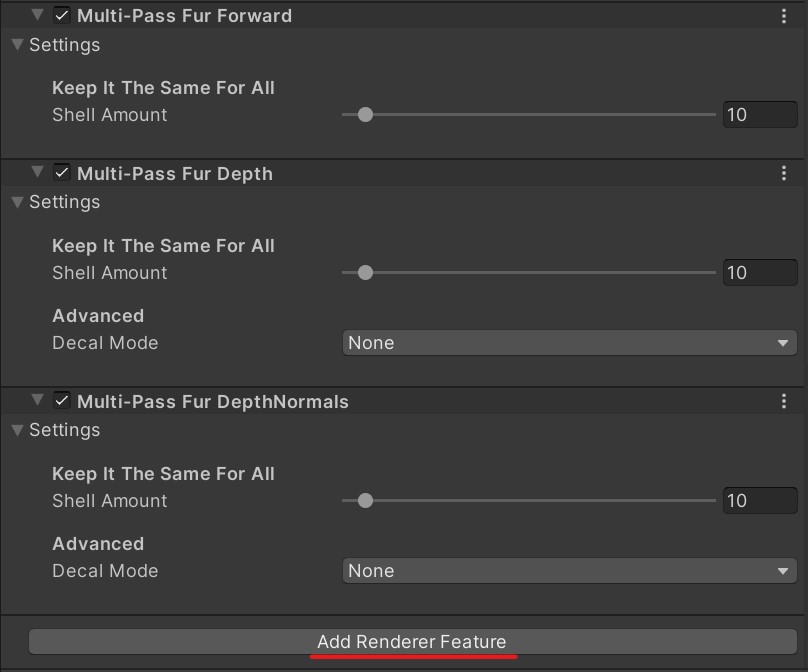 Multi-Pass Fur Forward
Settings
Keep It The Same For All
Shell Amount 10
Multi-Pass Fur Depth
Settings
Keep It The Same For All
Shell Amount 10
Advanced
Decal Mode None
Multi-Pass Fur DepthNormals
Settings
Keep It The Same For All
Shell Amount 10
Advanced
Decal Mode None
Add Renderer Feature